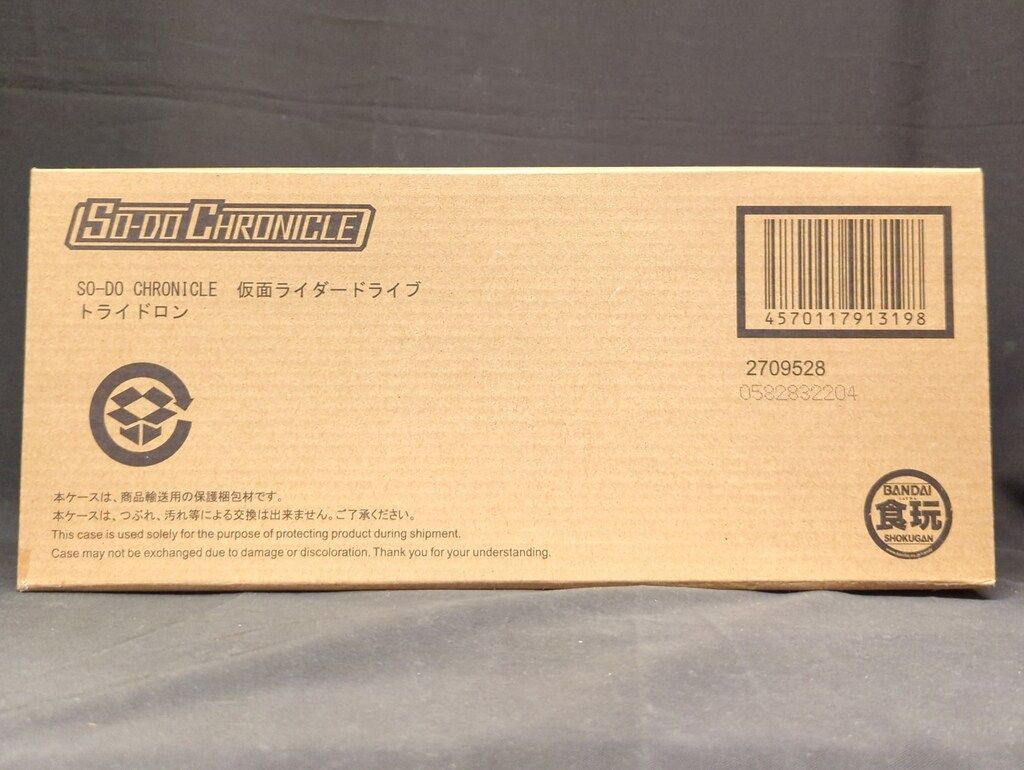 SO-DO CHRONICLE
SO-DO CHRONICLE 仮面ライダードライブ
トライドロン
4570117913198
2709528
0582832204
本ケースは、商品輸送用の保護梱包材です。
本ケースは、つぶれ、汚れ等による交換は出来ません。ご了承ください。
This case is used solely for the purpose of protecting product during shipment.
Case may not be exchanged due to damage or discoloration. Thank you for your understanding.
BANDAI
食玩
SHOKUGAN